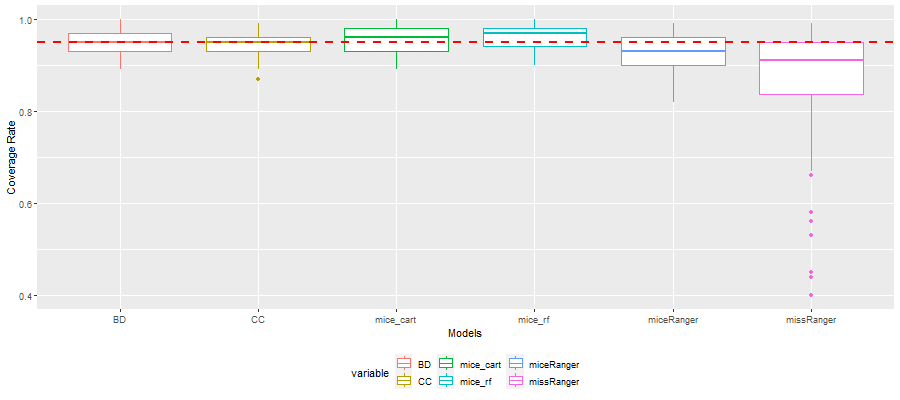 Coverage Rate
1.0
0.8
0.6
0.4
BD CC mice_cart mice_rf miceRanger missRanger
Models
variable
BD mice_cart miceRanger
CC mice_rf missRanger